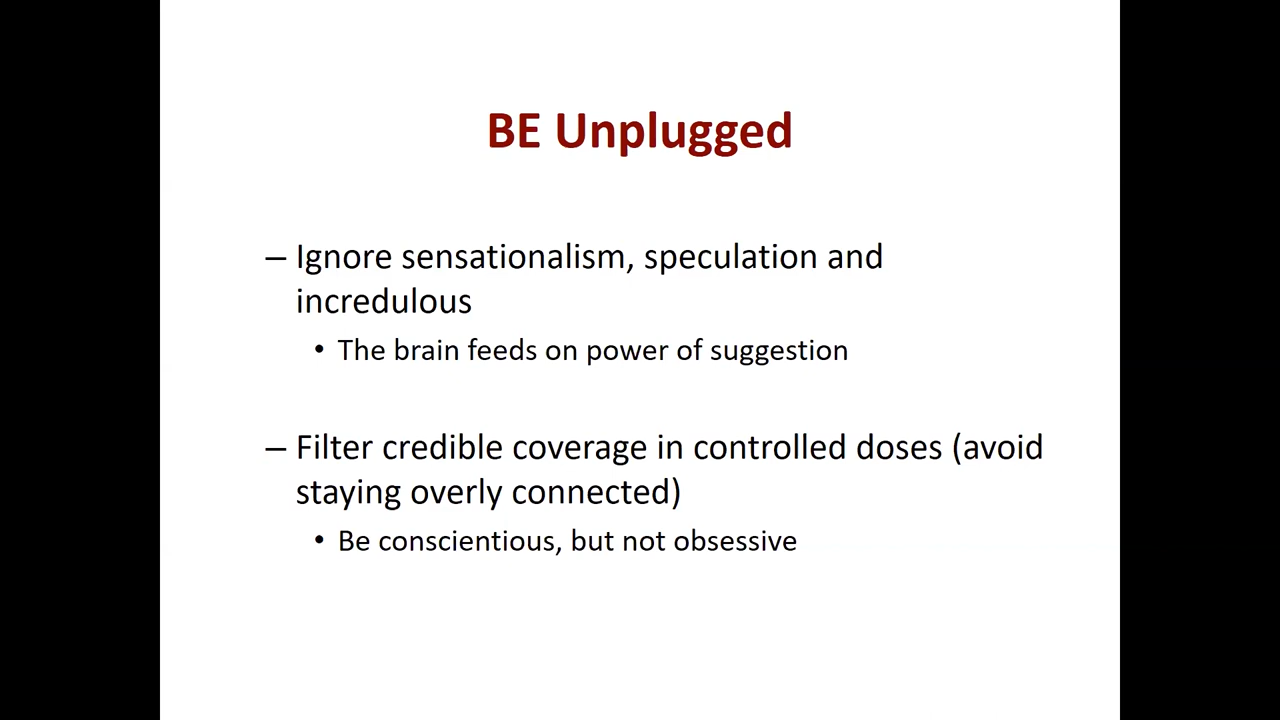 BE Unplugged
– Ignore sensationalism, speculation and
incredulous
• The brain feeds on power of suggestion
– Filter credible coverage in controlled doses (avoid
staying overly connected)
• Be conscientious, but not obsessive